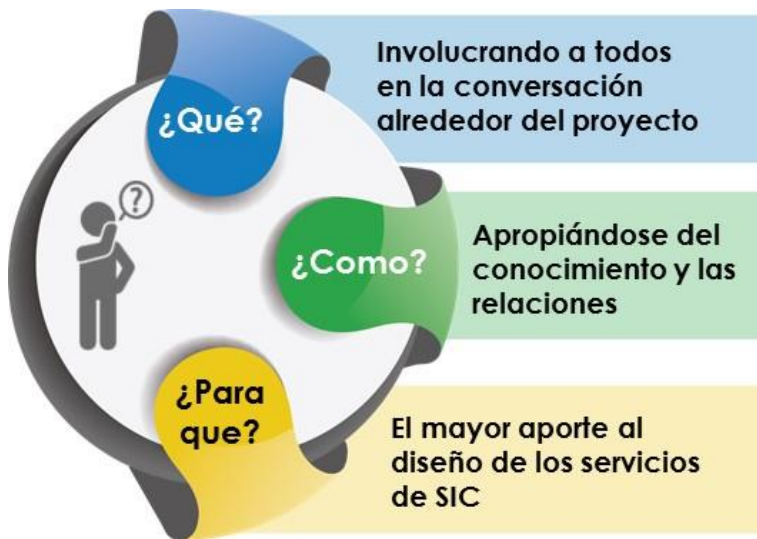 ¿Qué?
Involucrando a todos
en la conversación
alrededor del proyecto
?
¿Como?
Apropiándose del
conocimiento y las
relaciones
¿Para
que?
El mayor aporte al
diseño de los servicios
de SIC